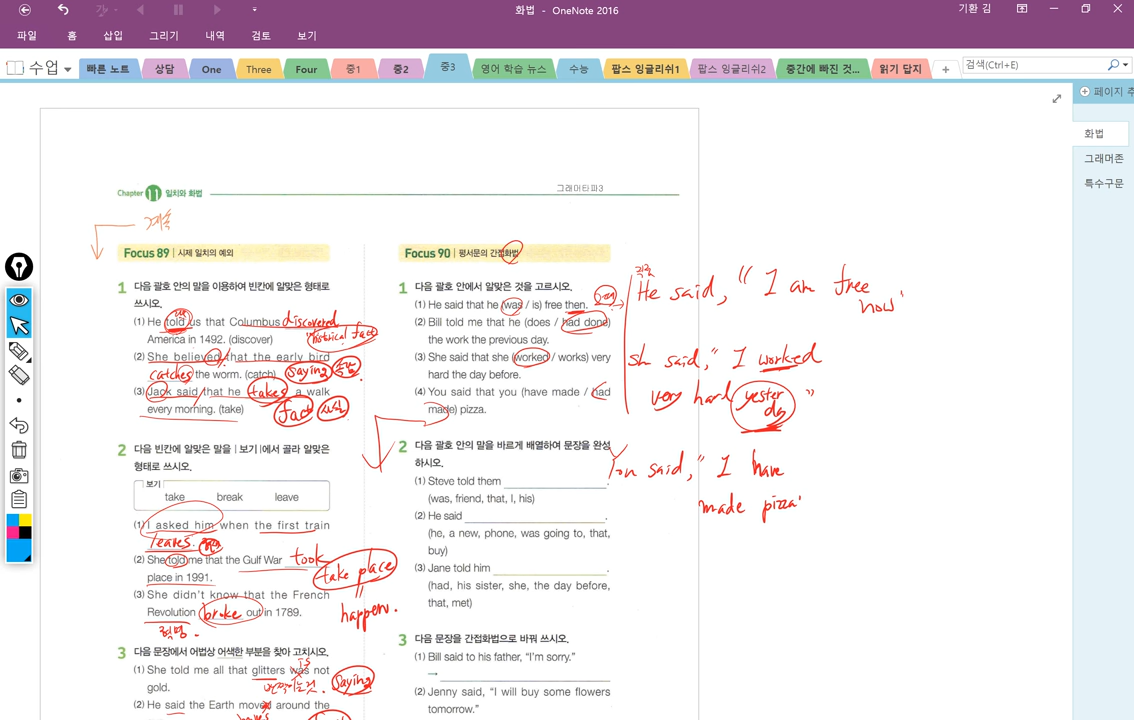 화법 - OneNote 2016
기환 김
파일 홈 삽입 그리기 내역 검토 보기
수업 빠른 노트 상담 One Three Four 중1 중2 중3 영어 학습 뉴스 수능 팝스 잉글리쉬1 팝스 잉글리쉬2 중간에 빠진 것... 읽기 답지 검색(Ctrl+E)
페이지 추
화법
그래머존
특수구문
Chapter 11 일치와 화법
그래머타파3
계속
Focus 89 | 시제 일치의 예외
1 다음 괄호 안의 말을 이용하여 빈칸에 알맞은 형태로
쓰시오.
(1) He told us that Columbus discovered
America in 1492. (discover)
historical fact
(2) She believed that the early bird
catches the worm. (catch) saying 속담.
(3) Jack said that he takes a walk
every morning. (take) fact 사실
2 다음 빈칸에 알맞은 말을 |보기|에서 골라 알맞은
형태로 쓰시오.
보기
take break leave
(1) I asked him when the first train
leaves.
(2) She told me that the Gulf War took
place in 1991.
take place
=
happen.
(3) She didn't know that the French
Revolution broke out in 1789.
혁명.
3 다음 문장에서 어법상 어색한 부분을 찾아 고치시오.
is
(1) She told me all that glitters was not
gold.
반짝이는것. saying
(2) He said the Earth moved around the
Focus 90 | 평서문의 간접화법
1 다음 괄호 안에서 알맞은 것을 고르시오.
(1) He said that he (was / is) free then.
(2) Bill told me that he (does / had done)
the work the previous day.
(3) She said that she (worked / works) very
hard the day before.
(4) You said that you (have made / had
made) pizza.
2 다음 괄호 안의 말을 바르게 배열하여 문장을 완성
하시오.
(1) Steve told them .
(was, friend, that, I, his)
(2) He said .
(he, a new, phone, was going to, that,
buy)
(3) Jane told him .
(had, his sister, she, the day before,
that, met)
3 다음 문장을 간접화법으로 바꿔 쓰시오.
(1) Bill said to his father, “I'm sorry.”
→
(2) Jenny said, “I will buy some flowers
tomorrow.”
He said, “ I am free
now'
Sh said, “ I worked
very hard yester
day ”
You said, “ I have
made pizza'